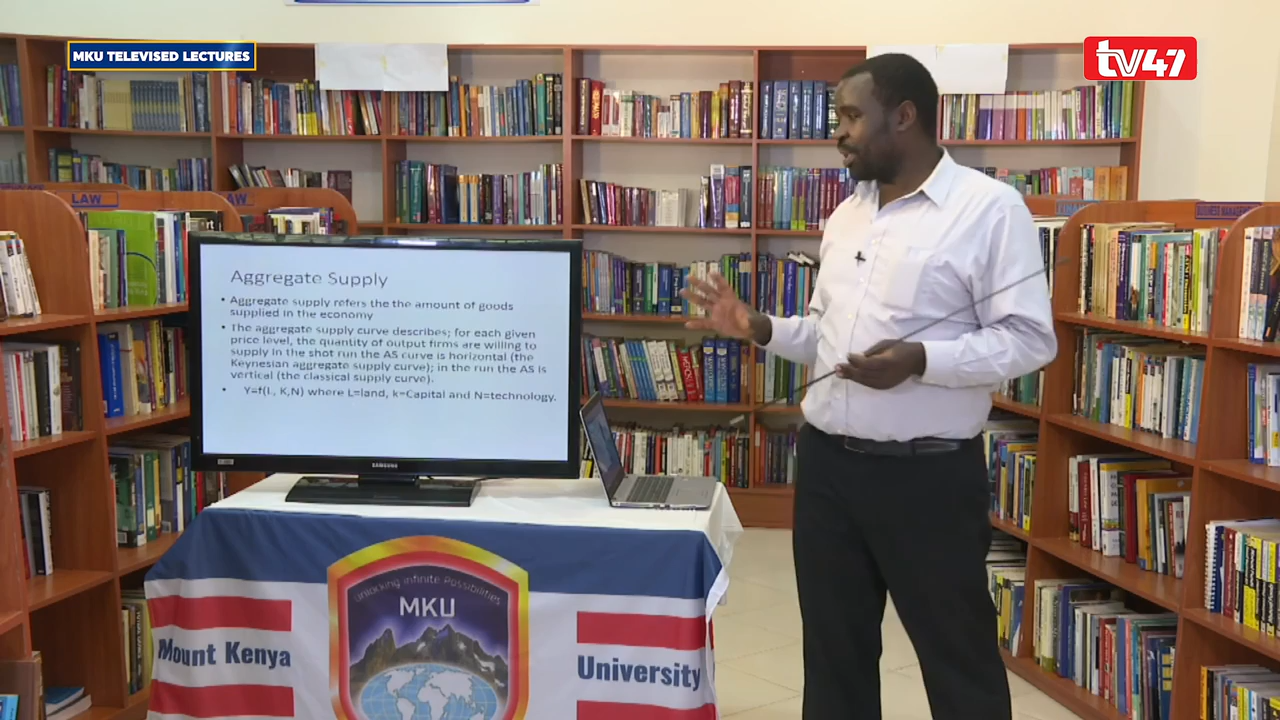 MKU TELEVISED LECTURES
tv47
LAW
LAW
BUSINESS MANAGEMENT
Aggregate Supply
• Aggregate supply refers the the amount of goods
supplied in the economy
• The aggregate supply curve describes; for each given
price level, the quantity of output firms are willing to
supply in the shot run the AS curve is horizontal (the
Keynesian aggregate supply curve); in the run the AS is
vertical (the classical supply curve).
• Y=f(L, K,N) where L=land, k=Capital and N=technology.
SAMSUNG
Unlocking Infinite Possibilities
MKU
Mount Kenya
University